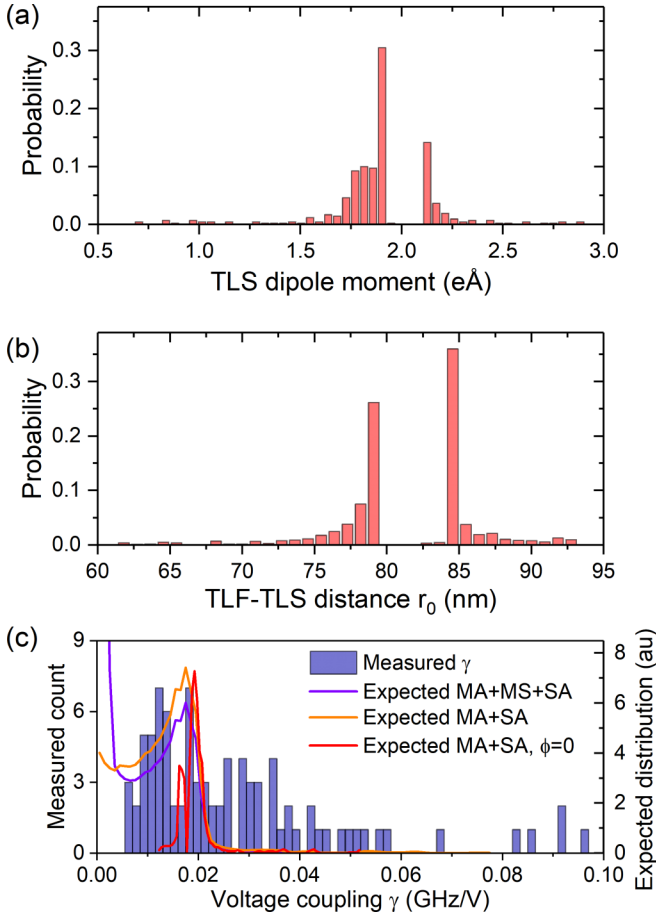 (a)
Probability
0.3
0.2
0.1
0.0
0.5 1.0 1.5 2.0 2.5 3.0
TLS dipole moment (eÅ)
(b)
Probability
0.3
0.2
0.1
0.0
60 65 70 75 80 85 90 95
TLF-TLS distance r₀ (nm)
(c)
Measured count
9
6
3
0
Measured γ
Expected MA+MS+SA
Expected MA+SA
Expected MA+SA, ϕ=0
8
6
4
2
0
Expected distribution (au)
0.00 0.02 0.04 0.06 0.08 0.10
Voltage coupling γ (GHz/V)